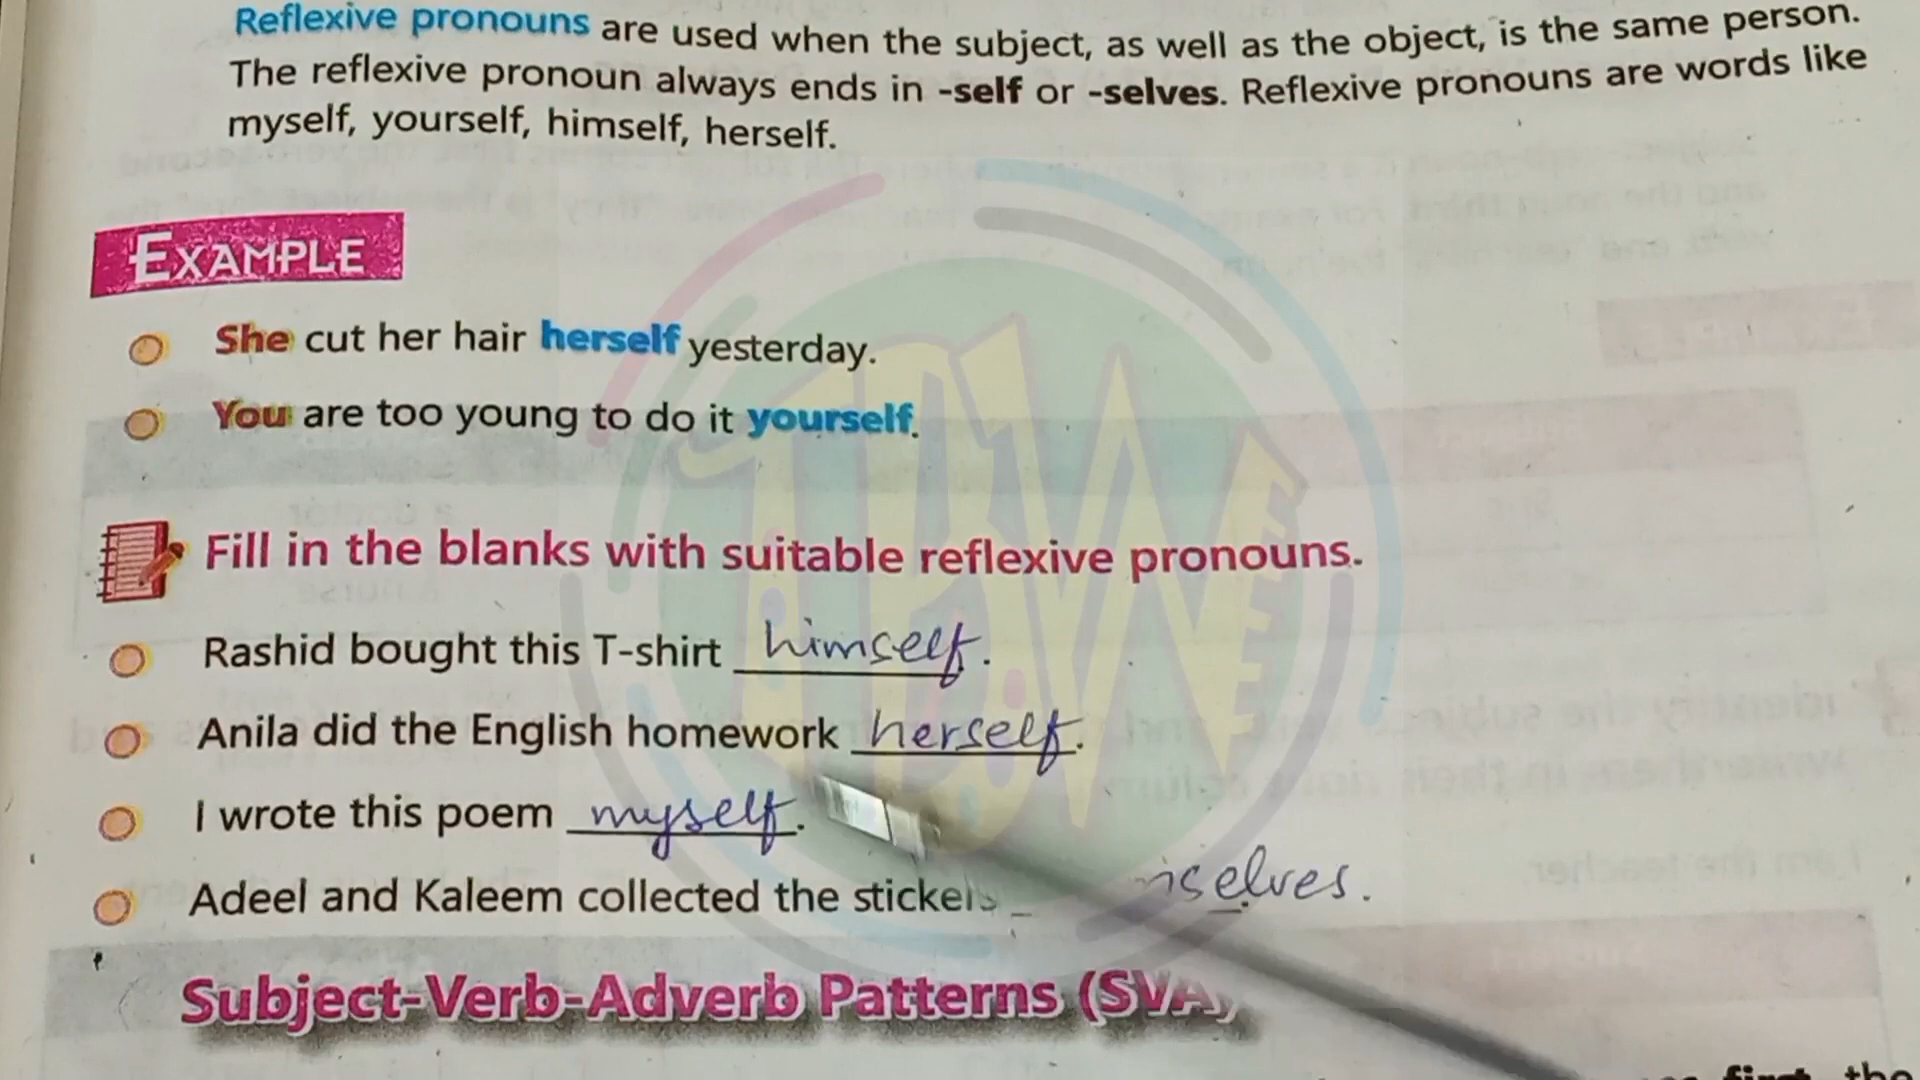 Reflexive pronouns are used when the subject, as well as the object, is the same person.
The reflexive pronoun always ends in -self or -selves. Reflexive pronouns are words like
myself, yourself, himself, herself.
EXAMPLE
She cut her hair herself yesterday.
You are too young to do it yourself.
Fill in the blanks with suitable reflexive pronouns.
Rashid bought this T-shirt himself.
Anila did the English homework herself.
I wrote this poem myself.
Adeel and Kaleem collected the stickers
Subject-Verb-Adverb Patterns (SVA)
first, the